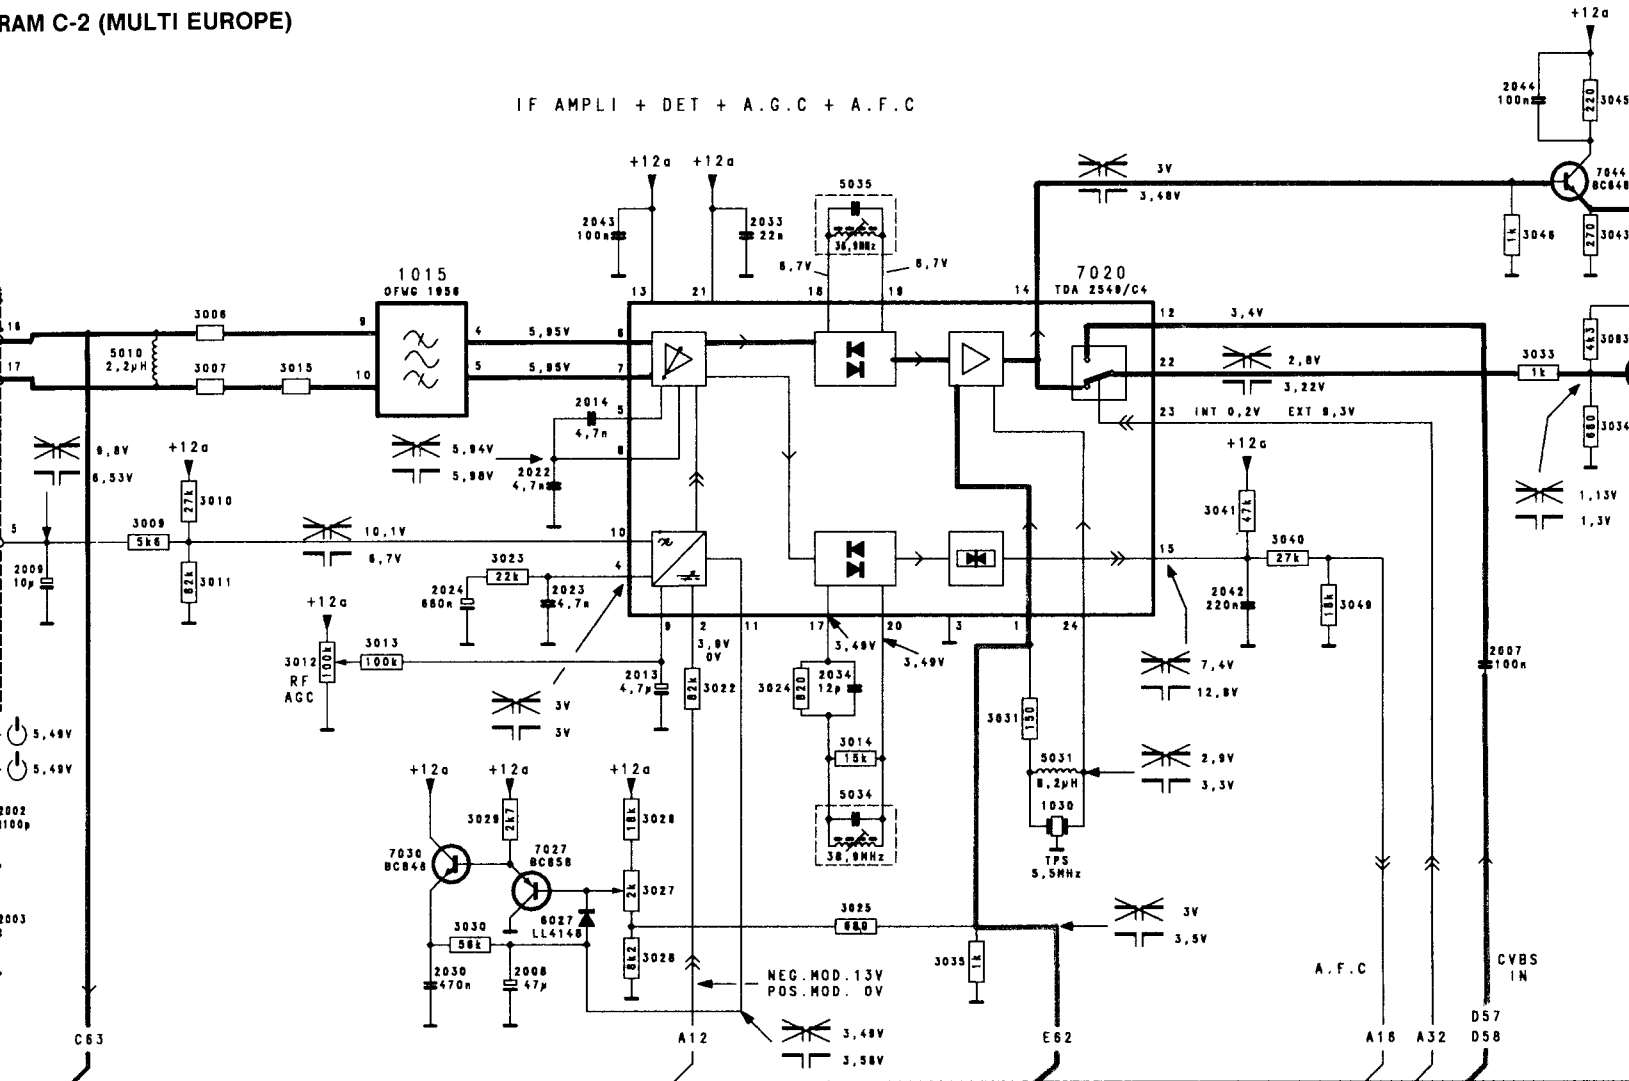 RAM C-2 (MULTI EUROPE)
IF AMPLI + DET + A.G.C + A.F.C
+12a
2044
100n
220
3045
7044
3V
3,48V
1k
3046
270
3043
+12a +12a
2043
100n
2033
22n
5035
6,7V
6,7V
13
21
18
19
14
7020
TDA 2549/C4
1015
OFWG 1956
16
17
3006
5010
2,2µH
3007
3015
9
10
4
5
5,95V
5,95V
6
7
12
3,4V
22
2,8V
3,22V
23
INT 0,2V
EXT 9,3V
3033
1k
4k3
3083
680
3034
1,13V
1,3V
2014
4,7n
5
8
5,94V
5,98V
2022
4,7n
9,8V
6,53V
+12a
27k
3010
5
3009
5k6
10,1V
6,7V
10
2009
10µ
82k
3011
3023
22k
4
2024
680n
2023
4,7n
+12a
3041
47k
15
3040
27k
2042
220n
18k
3049
+12a
3012
100k
RF
AGC
3013
100k
9
2
11
17
20
3
1
24
3,9V
0V
2013
4,7µ
82k
3022
3,49V
3,49V
3024
820
2034
12p
3V
3V
7,4V
12,8V
2007
100n
3031
150
3014
15k
5034
38,9MHz
5031
8,2µH
1030
TPS
5,5MHz
2,9V
3,3V
5,49V
5,49V
2002
100p
2003
+12a
+12a
+12a
3029
2k7
18k
3028
7030
BC848
7027
BC858
2k
3027
6027
LL4148
3030
56k
8k2
3026
2030
470n
2008
47µ
3025
680
3035
1k
3V
3,5V
NEG.MOD.13V
POS.MOD. 0V
3,49V
3,58V
A.F.C
CVBS
IN
C63
A12
E62
A16
A32
D57
D58